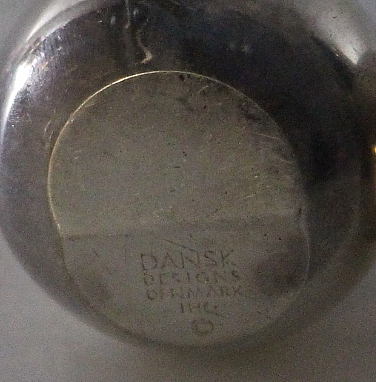 DANSK
DESIGNS
DENMARK
IHQ
©